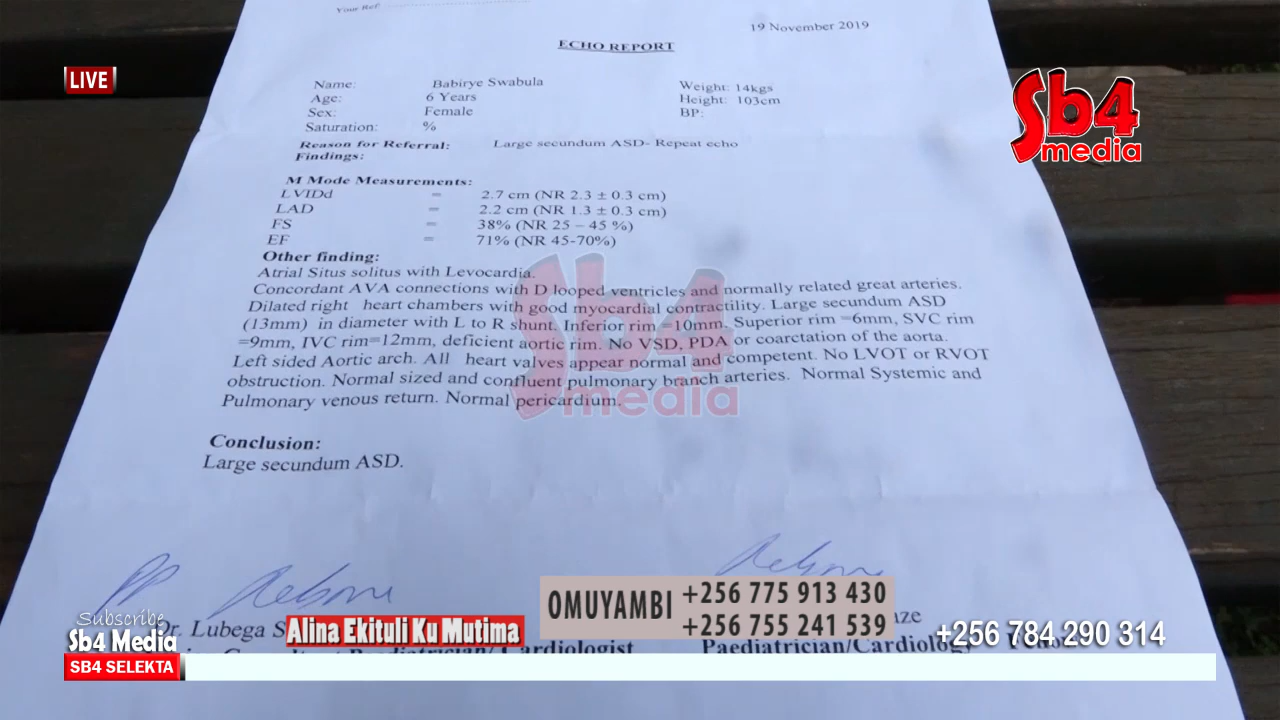 Your Ref:
19 November 2019
ECHO REPORT
LIVE
Sb4 media
Name: Babirye Swabula Weight: 14kgs
Age: 6 Years Height: 103cm
Sex: Female BP:
Saturation: %
Reason for Referral: Large secundum ASD- Repeat echo
Findings:
M Mode Measurements:
LVIDd = 2.7 cm (NR 2.3 ± 0.3 cm)
LAD = 2.2 cm (NR 1.3 ± 0.3 cm)
FS = 38% (NR 25 – 45 %)
EF = 71% (NR 45-70%)
Other finding:
Atrial Situs solitus with Levocardia.
Concordant AVA connections with D looped ventricles and normally related great arteries.
Dilated right heart chambers with good myocardial contractility. Large secundum ASD
(13mm) in diameter with L to R shunt. Inferior rim=10mm. Superior rim =6mm, SVC rim
=9mm, IVC rim=12mm, deficient aortic rim. No VSD, PDA or coarctation of the aorta.
Left sided Aortic arch. All heart valves appear normal and competent. No LVOT or RVOT
obstruction. Normal sized and confluent pulmonary branch arteries. Normal Systemic and
Pulmonary venous return. Normal pericardium.
Sb4 media
Conclusion:
Large secundum ASD.
Subscribe
Sb4 Media
SB4 SELEKTA
Dr. Lubega S
Alina Ekituli Ku Mutima
OMUYAMBI +256 775 913 430
+256 755 241 539
+256 784 290 314
Consultant Paediatrician/ Cardiologist
Paediatrician/Cardiology